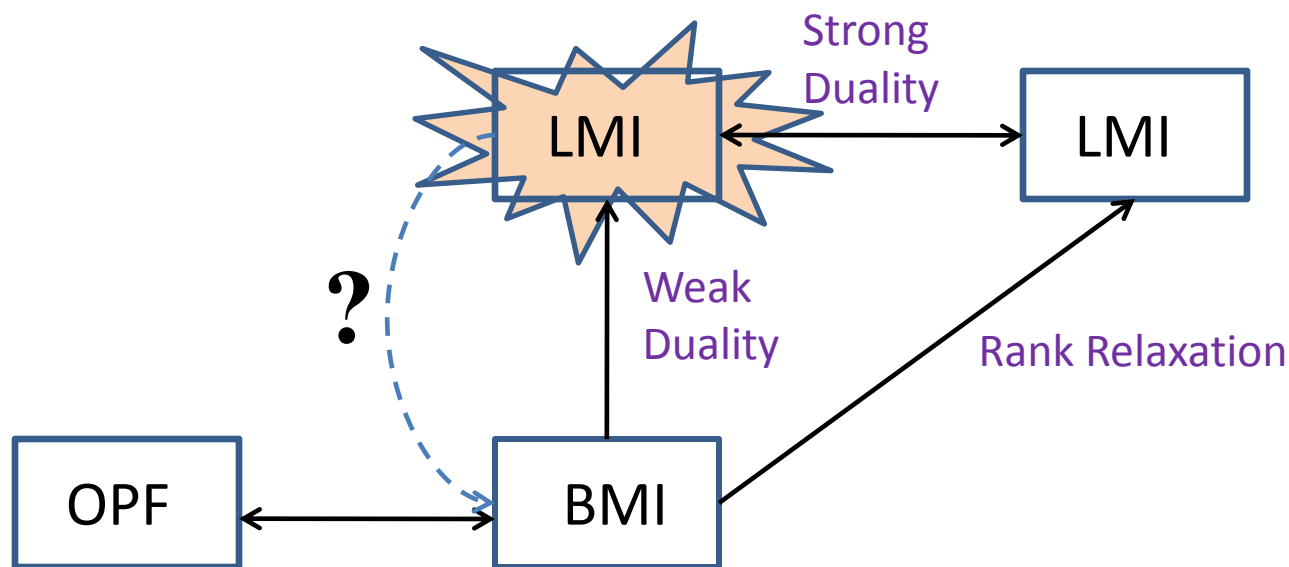 Strong
Duality
LMI
LMI
?
Weak
Duality
Rank Relaxation
OPF
BMI